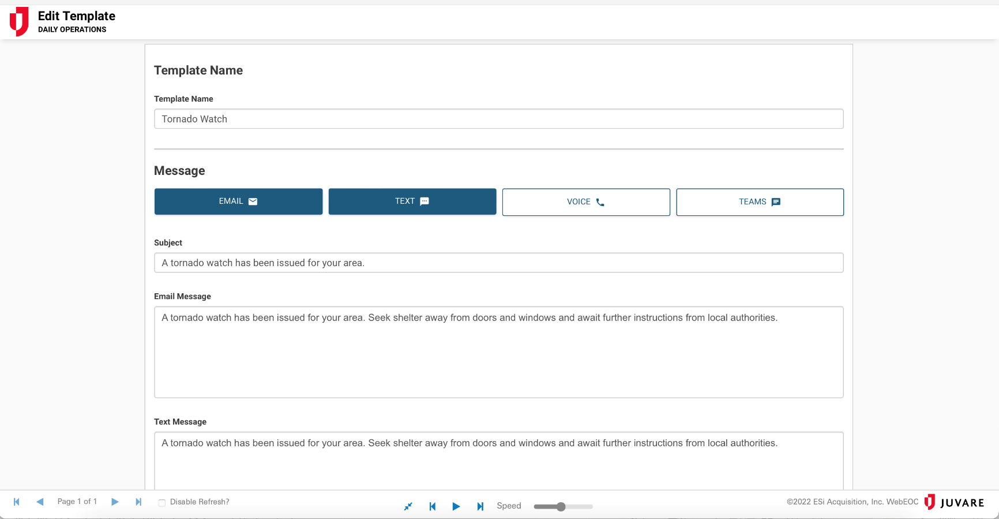 Edit Template
DAILY OPERATIONS
Template Name
Template Name
Tornado Watch
Message
EMAIL
TEXT
VOICE
TEAMS
Subject
A tornado watch has been issued for your area.
Email Message
A tornado watch has been issued for your area. Seek shelter away from doors and windows and await further instructions from local authorities.
Text Message
A tornado watch has been issued for your area. Seek shelter away from doors and windows and await further instructions from local authorities.
Page 1 of 1
Disable Refresh?
Speed
©2022 ESi Acquisition, Inc. WebEOC
JUVARE